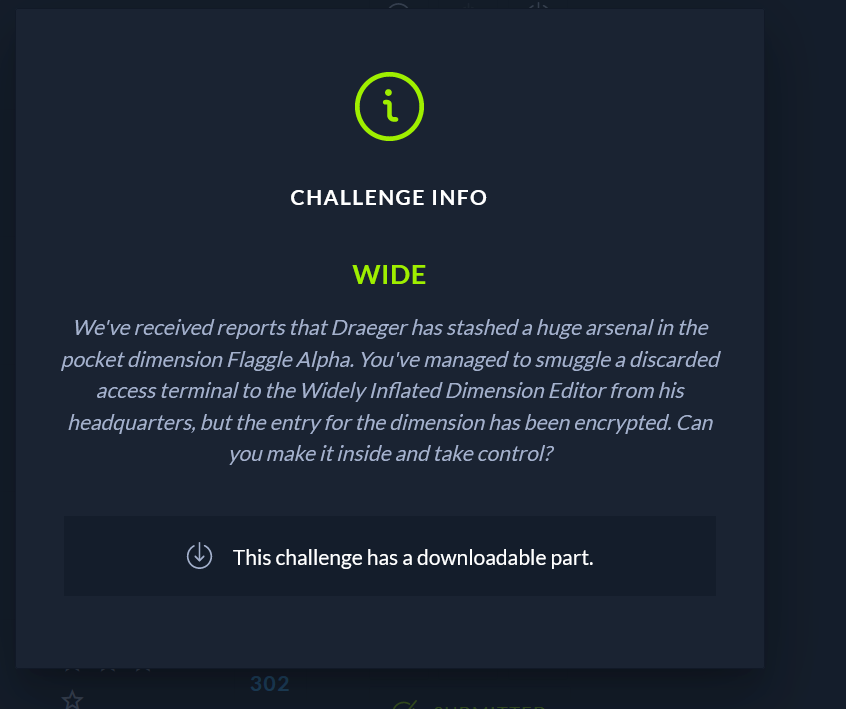 CHALLENGE INFO
WIDE
We've received reports that Draeger has stashed a huge arsenal in the
pocket dimension Flaggle Alpha. You've managed to smuggle a discarded
access terminal to the Widely Inflated Dimension Editor from his
headquarters, but the entry for the dimension has been encrypted. Can
you make it inside and take control?
This challenge has a downloadable part.
302